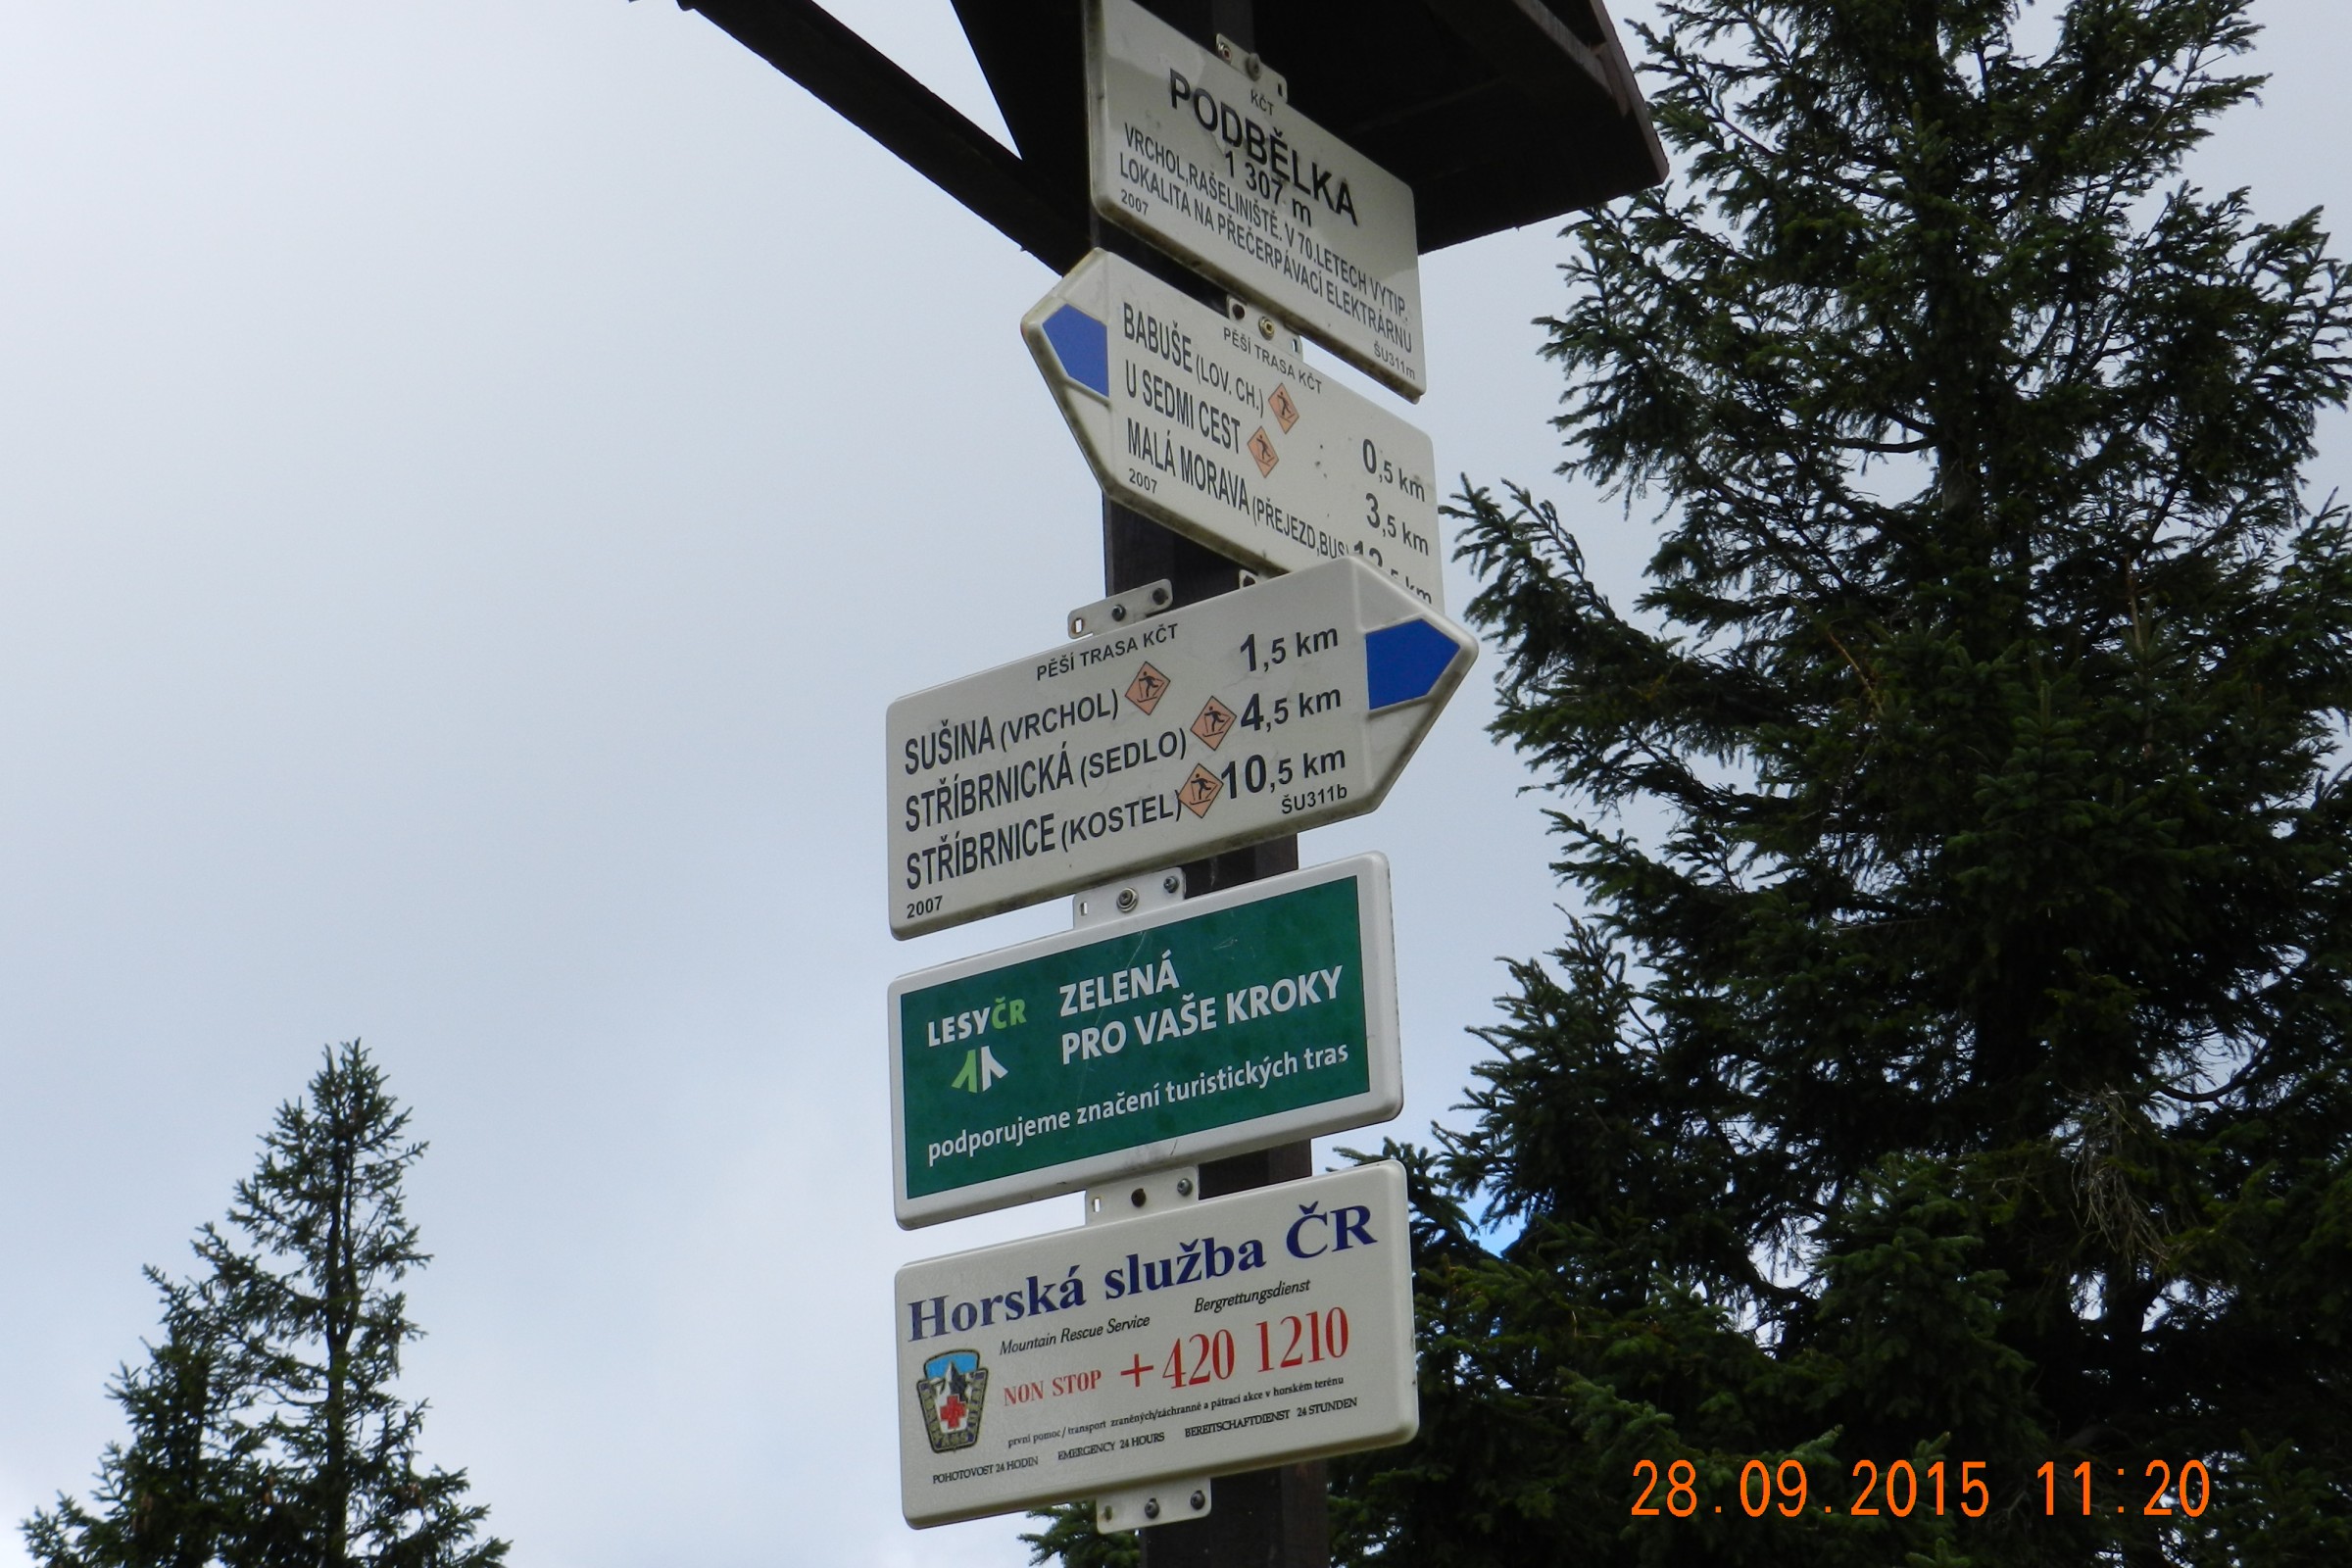 KČT
PODBĚLKA
1 307 m
VRCHOL,RAŠELINIŠTĚ. V 70.LETECH VYTIP.
LOKALITA NA PŘEČERPÁVACÍ ELEKTRÁRNU
2007 ŠU311m
PĚŠÍ TRASA KČT
BABUŠE (LOV. CH.) 0,5 km
U SEDMI CEST 3,5 km
MALÁ MORAVA (PŘEJEZD,BUS) ,5 km
2007
PĚŠÍ TRASA KČT
SUŠINA (VRCHOL) 1,5 km
STŘÍBRNICKÁ (SEDLO) 4,5 km
STŘÍBRNICE (KOSTEL) 10,5 km
2007 ŠU311b
LESYČR
ZELENÁ
PRO VAŠE KROKY
podporujeme značení turistických tras
Horská služba ČR
Mountain Rescue Service Bergrettungsdienst
NON STOP +420 1210
první pomoc / transport zraněných/záchranné a pátrací akce v horském terénu
POHOTOVOST 24 HODIN EMERGENCY 24 HOURS BEREITSCHAFTDIENST 24 STUNDEN
28.09.2015 11:20